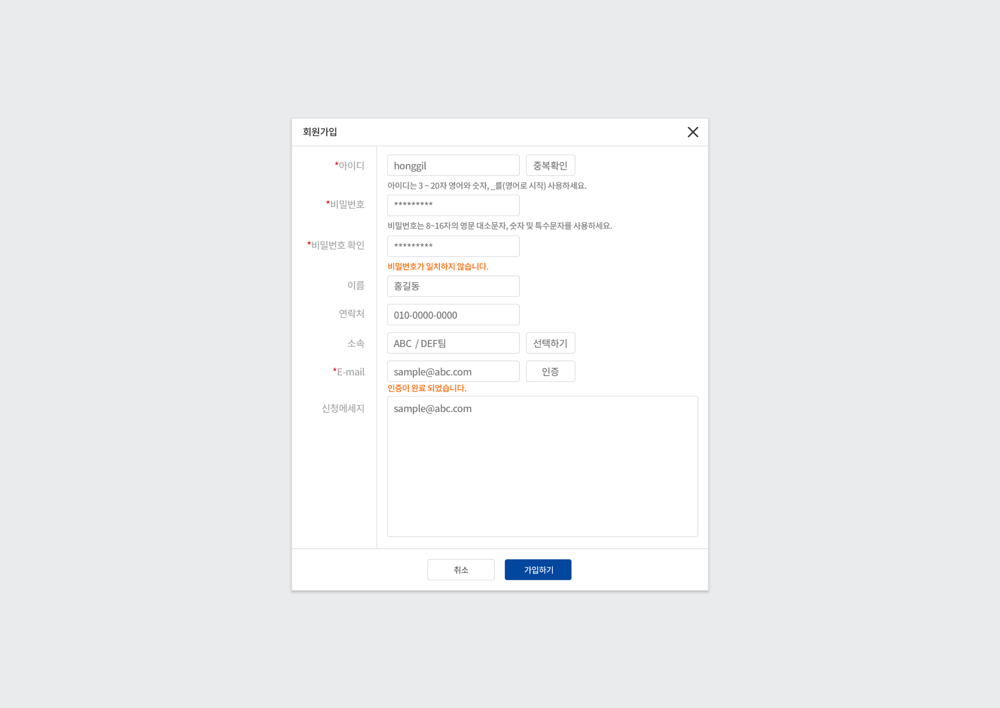 회원가입
*아이디
honggil
중복확인
아이디는 3 ~ 20자 영어와 숫자, _를(영어로 시작) 사용하세요.
*비밀번호
*********
비밀번호는 8~16자의 영문 대소문자, 숫자 및 특수문자를 사용하세요.
*비밀번호 확인
*********
비밀번호가 일치하지 않습니다.
이름
홍길동
연락처
010-0000-0000
소속
ABC / DEF팀
선택하기
*E-mail
sample@abc.com
인증
인증이 완료 되었습니다.
신청메세지
sample@abc.com
취소
가입하기